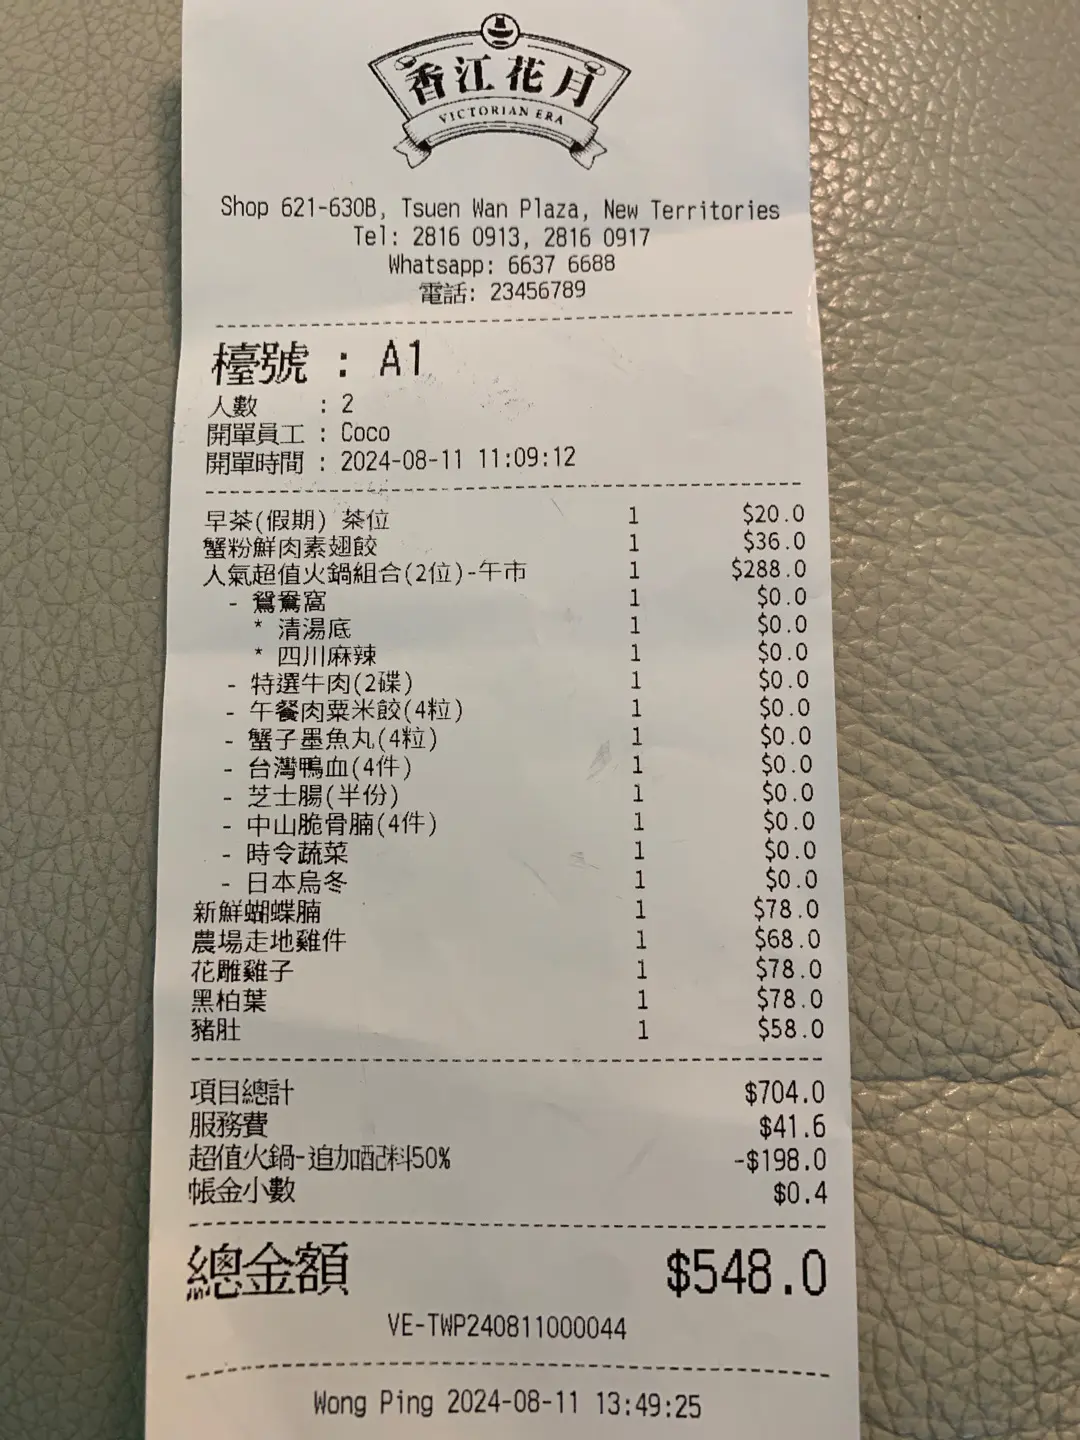 香江花月
VICTORIAN ERA
Shop 621-630B, Tsuen Wan Plaza, New Territories
Tel: 2816 0913, 2816 0917
Whatsapp: 6637 6688
電話: 23456789
檯號 : A1
人數 : 2
開單員工 : Coco
開單時間 : 2024-08-11 11:09:12
早茶(假期) 茶位 1 $20.0
蟹粉鮮肉素翅餃 1 $36.0
人氣超值火鍋組合(2位)-午市 1 $288.0
- 鴛鴦窩 1 $0.0
* 清湯底 1 $0.0
* 四川麻辣 1 $0.0
- 特選牛肉(2碟) 1 $0.0
- 午餐肉粟米餃(4粒) 1 $0.0
- 蟹子墨魚丸(4粒) 1 $0.0
- 台灣鴨血(4件) 1 $0.0
- 芝士腸(半份) 1 $0.0
- 中山脆骨腩(4件) 1 $0.0
- 時令蔬菜 1 $0.0
- 日本烏冬 1 $0.0
新鮮蝴蝶腩 1 $78.0
農場走地雞件 1 $68.0
花雕雞子 1 $78.0
黑柏葉 1 $78.0
豬肚 1 $58.0
項目總計 $704.0
服務費 $41.6
超值火鍋-追加配料50% -$198.0
帳金小數 $0.4
總金額 $548.0
VE-TWP240811000044
Wong Ping 2024-08-11 13:49:25